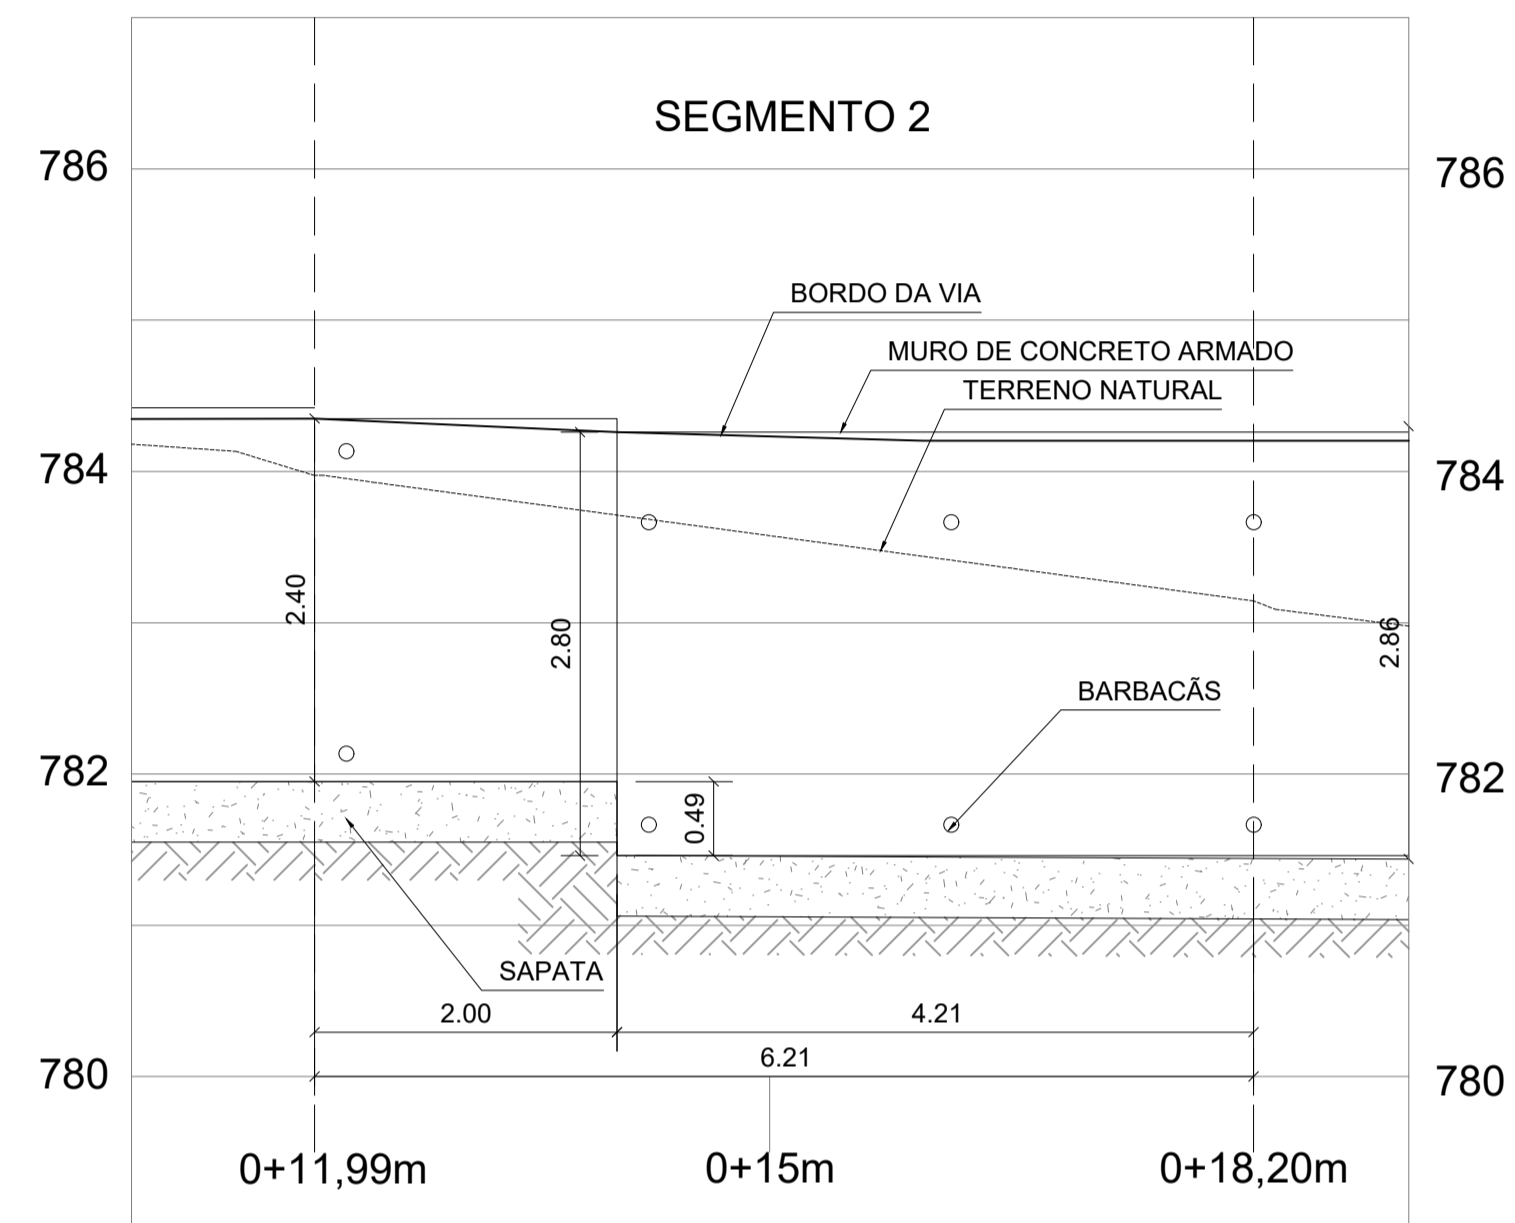 SEGMENTO 2
786
786
BORDO DA VIA
MURO DE CONCRETO ARMADO
TERRENO NATURAL
784
784
2.40
2.80
2.86
BARBACÃS
782
782
0.49
SAPATA
2.00
4.21
6.21
780
780
0+11,99m
0+15m
0+18,20m